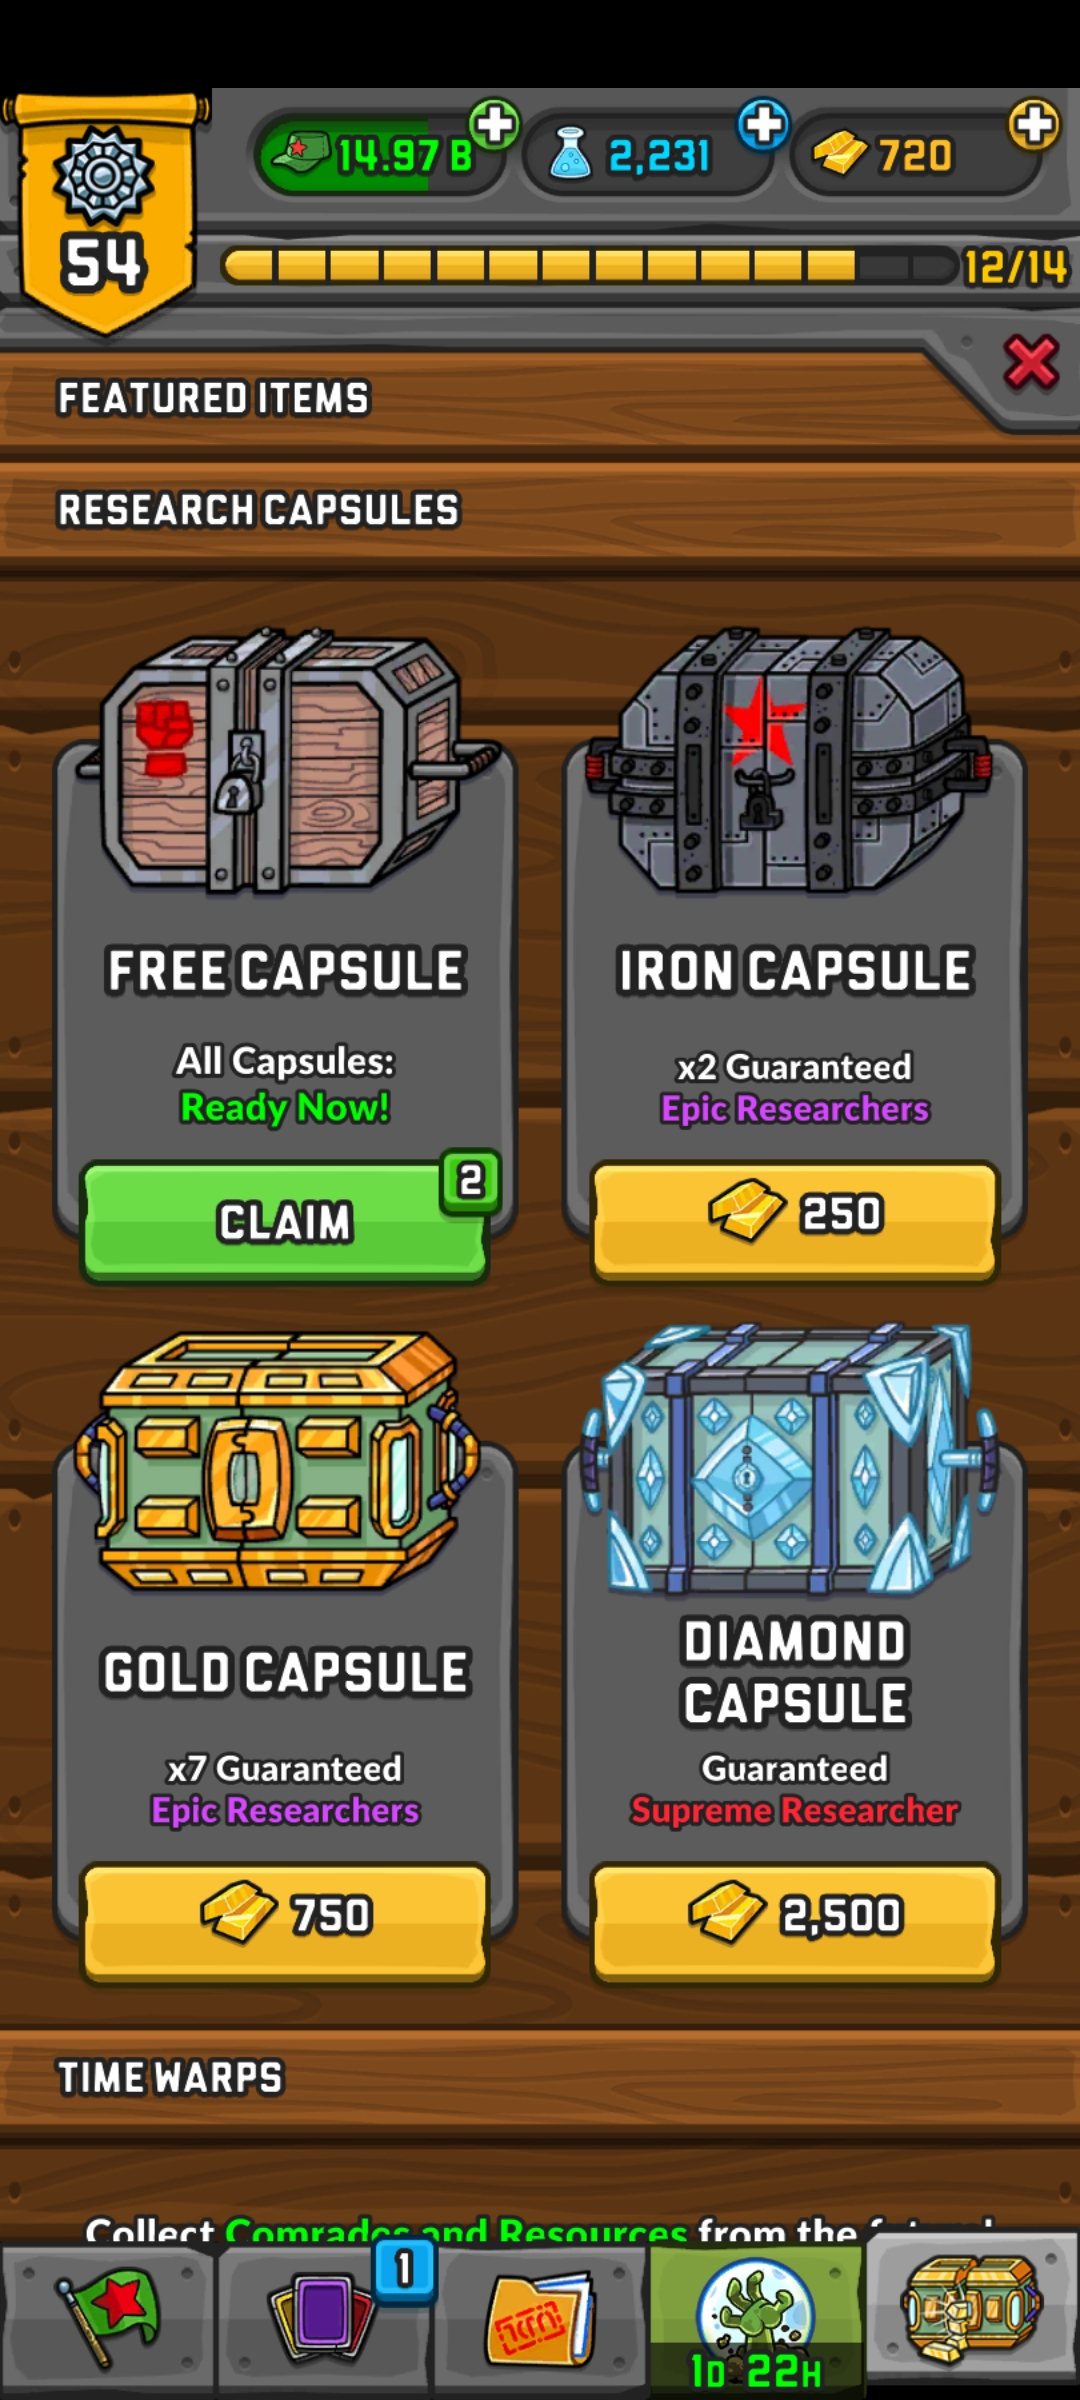 14.97 B
2,231
720
54
12/14
FEATURED ITEMS
RESEARCH CAPSULES
FREE CAPSULE
All Capsules:
Ready Now!
CLAIM
2
IRON CAPSULE
x2 Guaranteed
Epic Researchers
250
GOLD CAPSULE
x7 Guaranteed
Epic Researchers
750
DIAMOND
CAPSULE
Guaranteed
Supreme Researcher
2,500
TIME WARPS
Collect Comrades and Resources from the
1
1D 22H